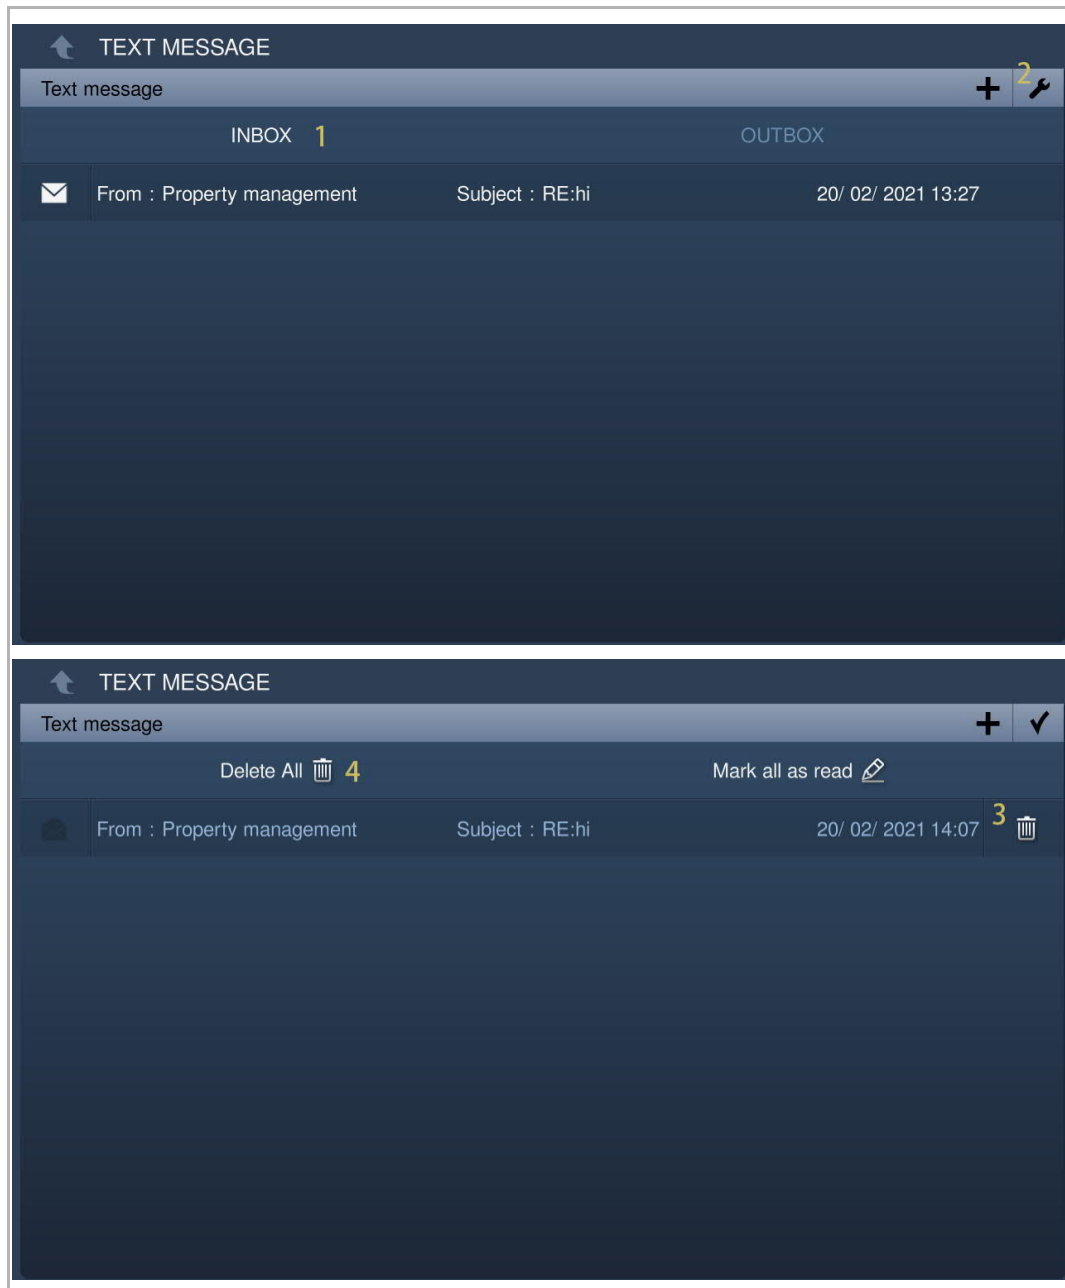 TEXT MESSAGE
Text message 2
INBOX 1 OUTBOX
From : Property management Subject : RE:hi 20/ 02/ 2021 13:27
TEXT MESSAGE
Text message
Delete All 4 Mark all as read
From : Property management Subject : RE:hi 20/ 02/ 2021 14:07 3